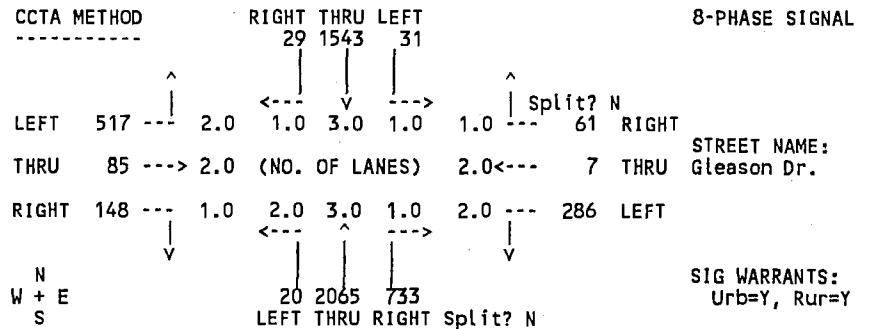 CCTA METHOD RIGHT THRU LEFT 8-PHASE SIGNAL
----------- 29 1543 31
^ ^
<--- v ---> Split? N
LEFT 517 --- 2.0 1.0 3.0 1.0 1.0 --- 61 RIGHT
STREET NAME:
THRU 85 ---> 2.0 (NO. OF LANES) 2.0<--- 7 THRU Gleason Dr.
RIGHT 148 --- 1.0 2.0 3.0 1.0 2.0 --- 286 LEFT
<--- ^ --->
v v
N SIG WARRANTS:
W + E 20 2065 733 Urb=Y, Rur=Y
S LEFT THRU RIGHT Split? N